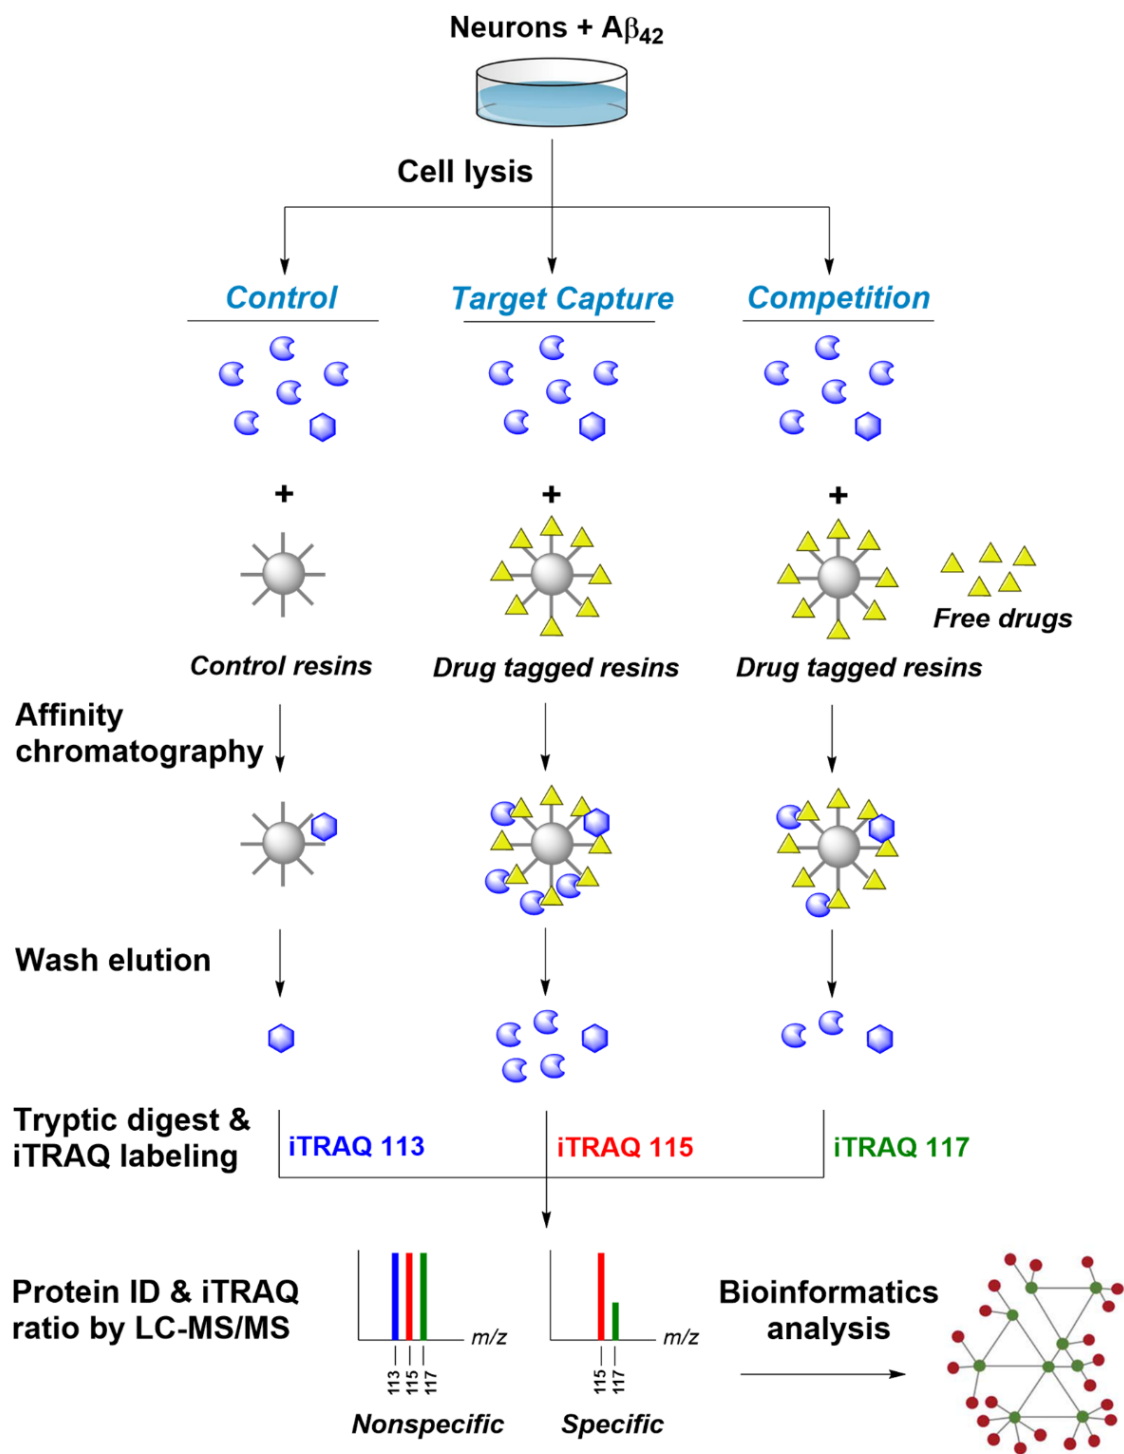 Neurons + Aβ42
Cell lysis
Control
Target Capture
Competition
+
+
+
Free drugs
Control resins
Drug tagged resins
Drug tagged resins
Affinity
chromatography
Wash elution
Tryptic digest &
iTRAQ labeling
iTRAQ 113
iTRAQ 115
iTRAQ 117
Protein ID & iTRAQ
ratio by LC-MS/MS
m/z
113
115
117
Nonspecific
m/z
115
117
Specific
Bioinformatics
analysis